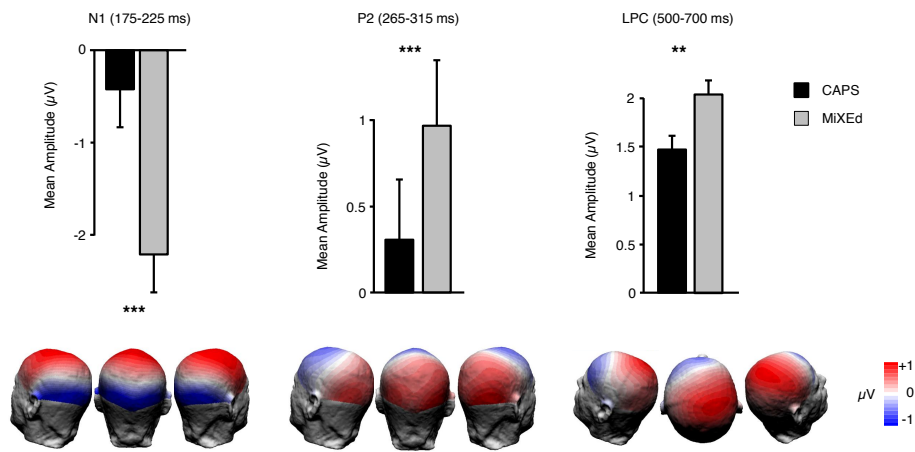 N1 (175-225 ms)
P2 (265-315 ms)
LPC (500-700 ms)
Mean Amplitude (µV)
0
-1
-2
***
Mean Amplitude (µV)
***
1
0.5
0
Mean Amplitude (µV)
**
2
1.5
1
0.5
0
CAPS
MiXEd
µV
+1
0
-1